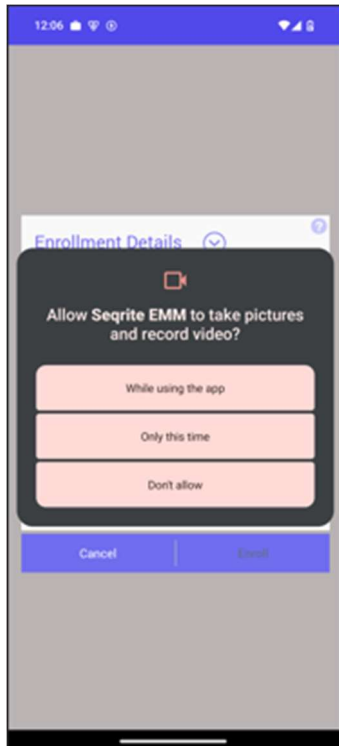 12:06
?
Enrollment Details
Allow Seqrite EMM to take pictures
and record video?
While using the app
Only this time
Don't allow
Cancel
Enroll